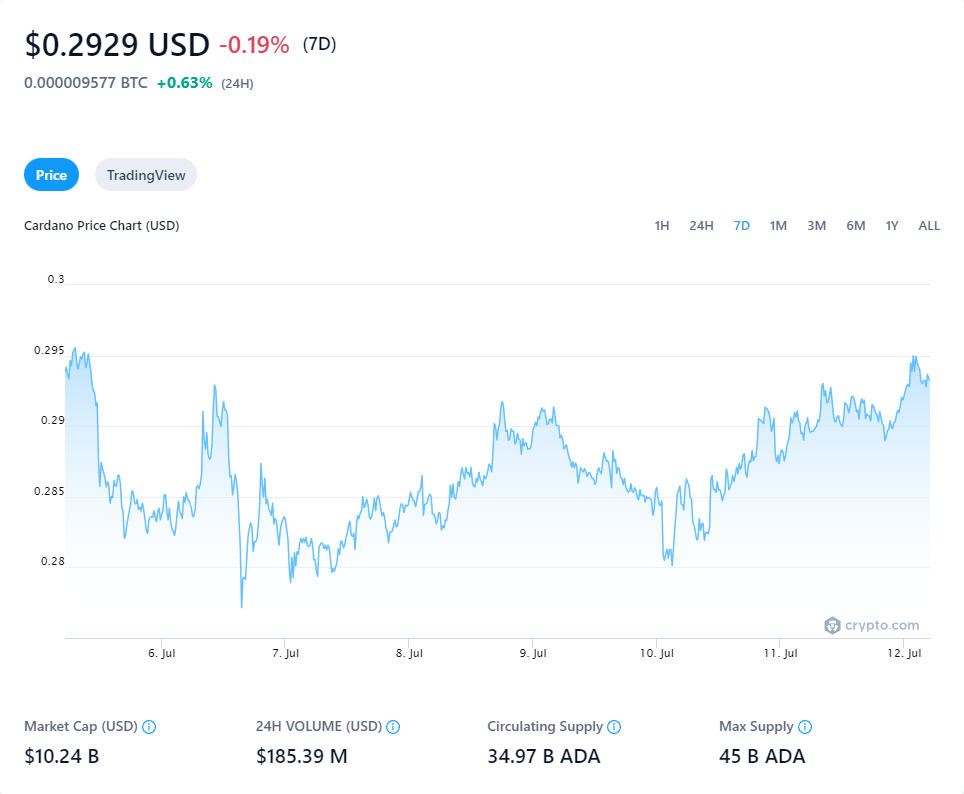 $0.2929 USD -0.19% (7D)
0.000009577 BTC +0.63% (24H)
Price TradingView
Cardano Price Chart (USD) 1H 24H 7D 1M 3M 6M 1Y ALL
0.3
0.295
0.29
0.285
0.28
crypto.com
6. Jul 7. Jul 8. Jul 9. Jul 10. Jul 11. Jul 12. Jul
Market Cap (USD) 24H VOLUME (USD) Circulating Supply Max Supply
$10.24 B $185.39 M 34.97 B ADA 45 B ADA